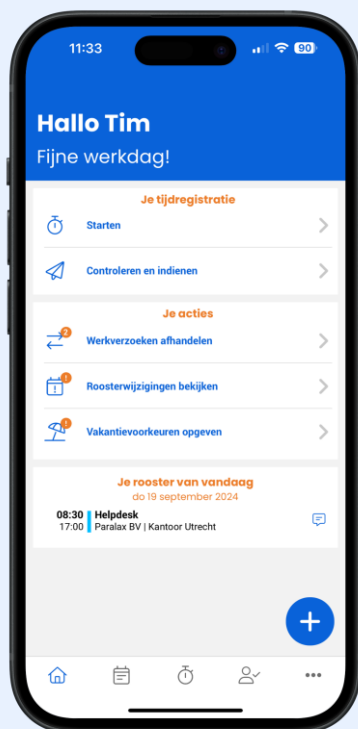 11:33
90
Hallo Tim
Fijne werkdag!
Je tijdregistratie
Starten
Controleren en indienen
Je acties
2
Werkverzoeken afhandelen
!
Roosterwijzigingen bekijken
!
Vakantievoorkeuren opgeven
Je rooster van vandaag
do 19 september 2024
08:30 Helpdesk
17:00 Paralax BV | Kantoor Utrecht